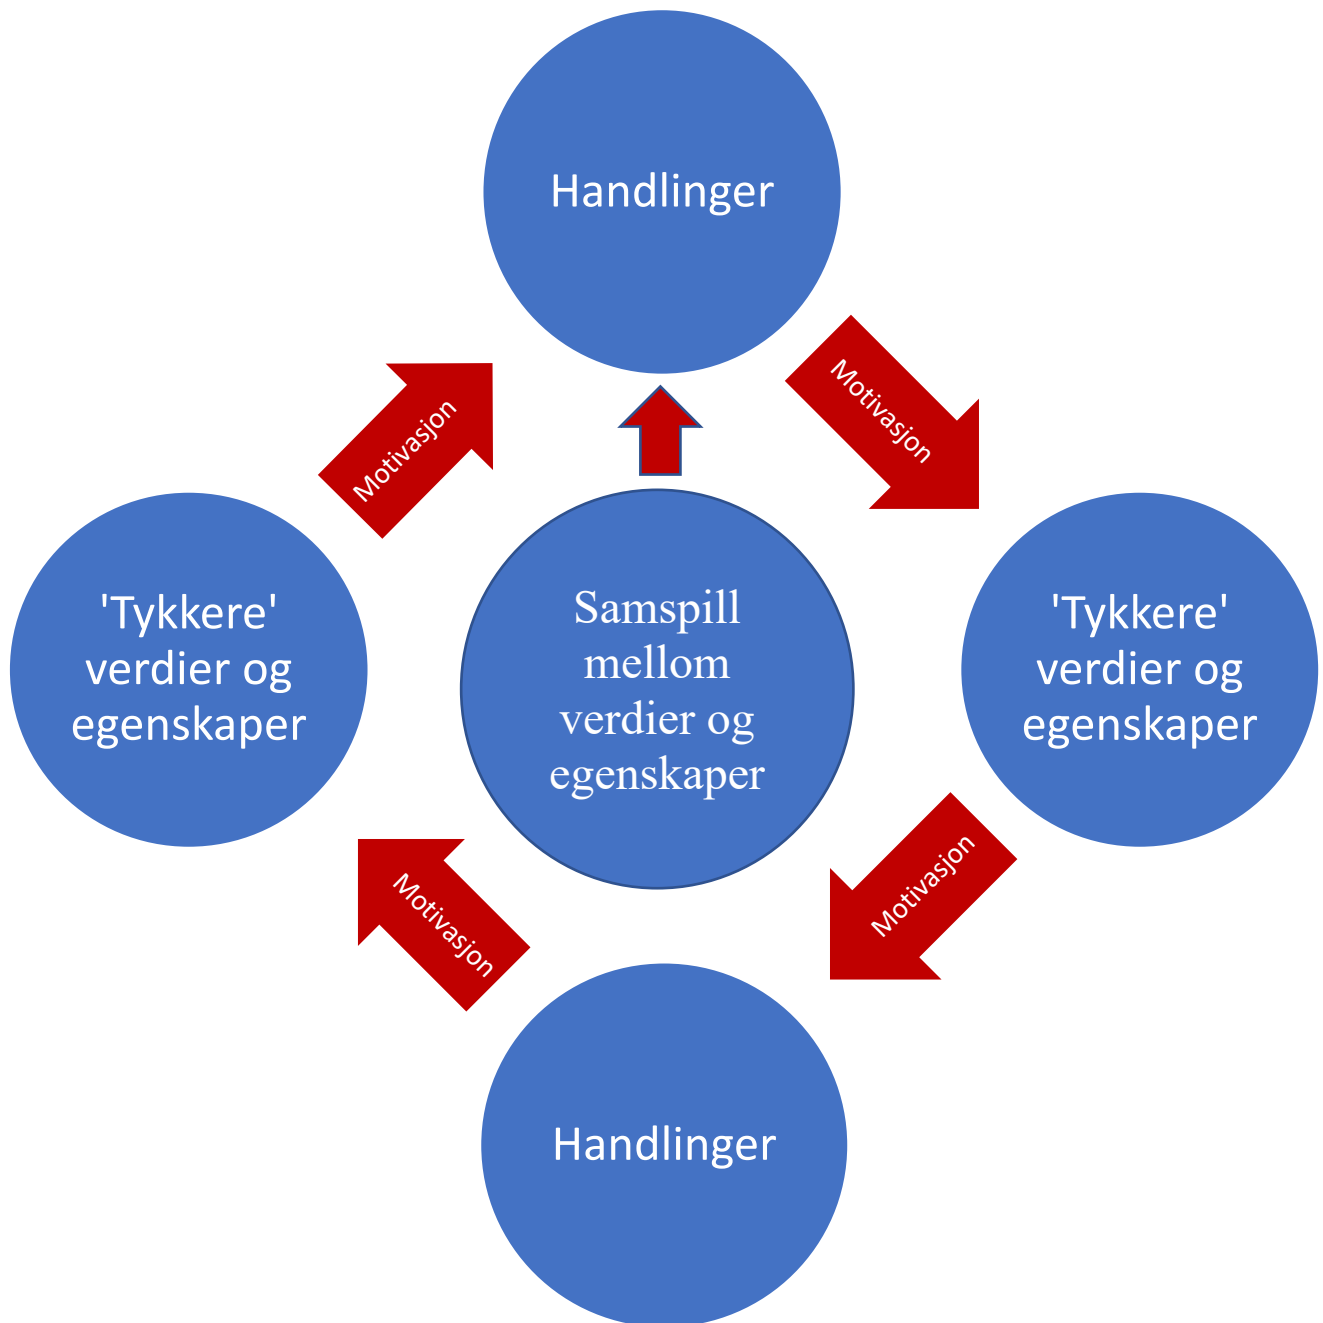 Handlinger
Motivasjon
Motivasjon
'Tykkere'
verdier og
egenskaper
Samspill
mellom
verdier og
egenskaper
'Tykkere'
verdier og
egenskaper
Motivasjon
Motivasjon
Handlinger